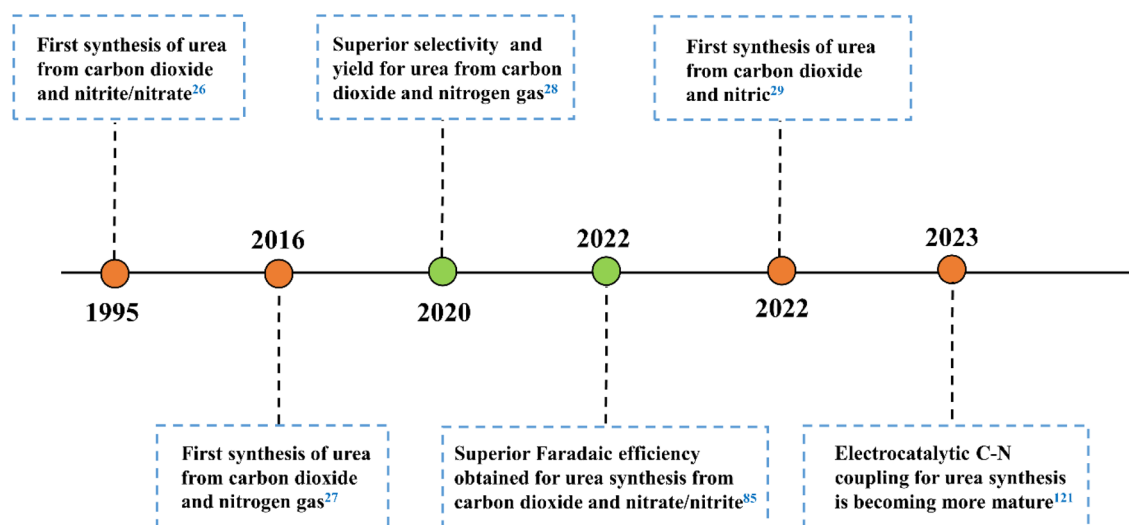 First synthesis of urea
from carbon dioxide
and nitrite/nitrate26
Superior selectivity and
yield for urea from carbon
dioxide and nitrogen gas28
First synthesis of urea
from carbon dioxide
and nitric29
2016
2022
2023
1995
2020
2022
First synthesis of urea
from carbon dioxide
and nitrogen gas27
Superior Faradaic efficiency
obtained for urea synthesis from
carbon dioxide and nitrate/nitrite85
Electrocatalytic C-N
coupling for urea synthesis
is becoming more mature121